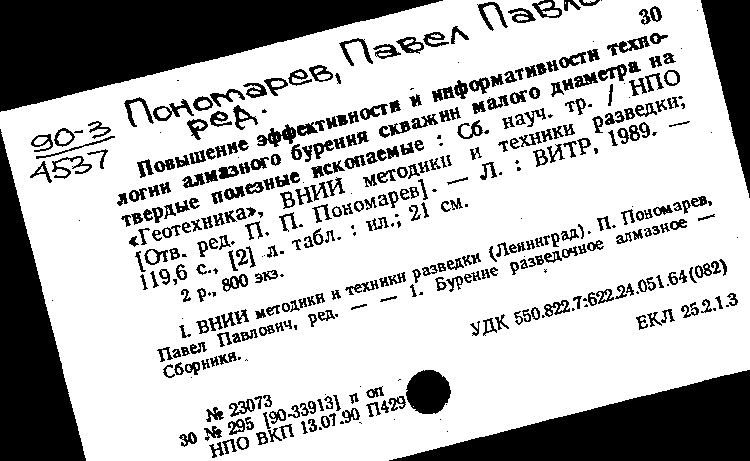 30
Пономарев, Павел Павло
ред.
90-3
4537
Повышение эффективности и информативности техно-
логии алмазного бурения скважин малого диаметра на
твердые полезные ископаемые : Сб. науч. тр. / НПО
«Геотехника», ВНИИ методики и техники разведки;
[Отв. ред. П. П. Пономарев]. — Л. : ВИТР, 1989. —
119,6 с., [2] л. табл. : ил.; 21 см.
2 р., 800 экз.
1. ВНИИ методики и техники разведки (Ленинград). П. Пономарев,
Павел Павлович, ред. — — 1. Бурение разведочное алмазное —
Сборники.
УДК 550.822.7:622.24.051.64(082)
ЕКЛ 25.2.1.3
№ 23073
30 № 295 [90-33913] п оп
НПО ВКП 13.07.90 П429